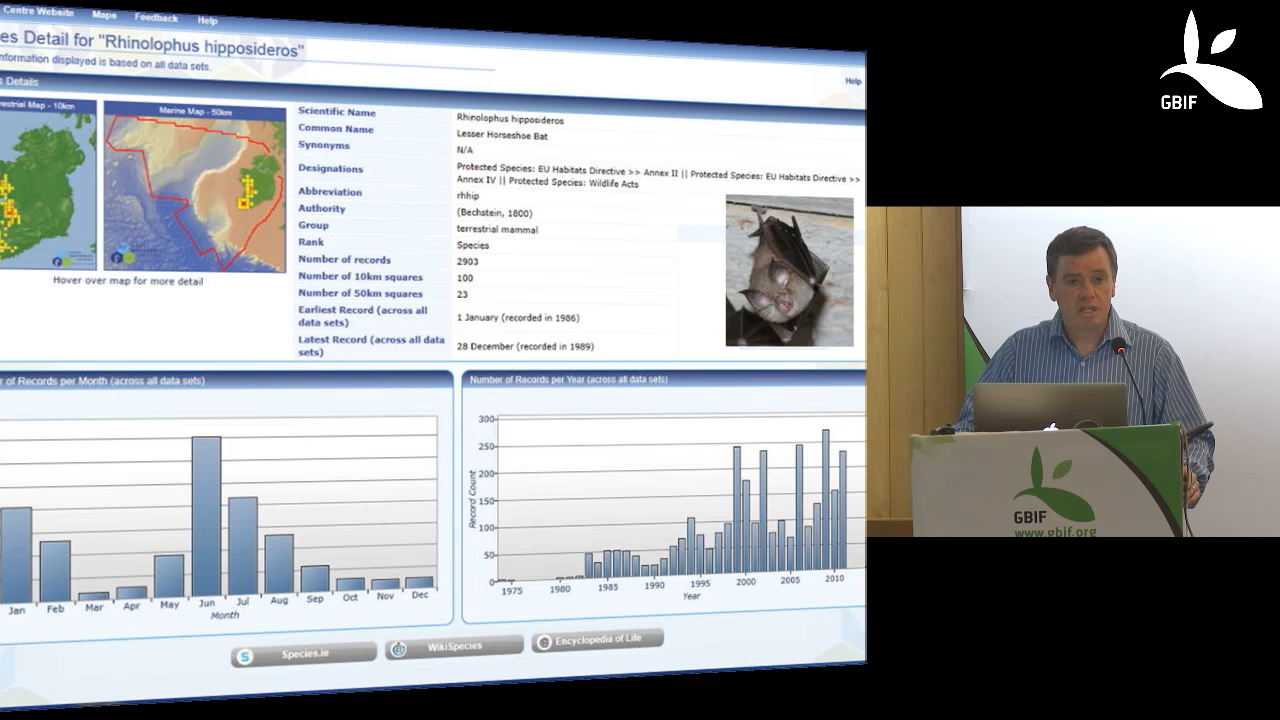 Centre Website Maps Feedback Help
es Detail for "Rhinolophus hipposideros"
nformation displayed is based on all data sets.
Help
s Details
restrial Map - 10km
Marine Map - 50km
Hover over map for more detail
Scientific Name Rhinolophus hipposideros
Common Name Lesser Horseshoe Bat
Synonyms N/A
Designations Protected Species: EU Habitats Directive >> Annex II || Protected Species: EU Habitats Directive >>
Annex IV || Protected Species: Wildlife Acts
Abbreviation rhhip
Authority (Bechstein, 1800)
Group terrestrial mammal
Rank Species
Number of records 2903
Number of 10km squares 100
Number of 50km squares 23
Earliest Record (across all
data sets) 1 January (recorded in 1986)
Latest Record (across all data
sets) 28 December (recorded in 1989)
r of Records per Month (across all data sets)
Jan Feb Mar Apr May Jun Jul Aug Sep Oct Nov Dec
Month
Number of Records per Year (across all data sets)
300
250
200
150
100
50
0
Record Count
1975 1980 1985 1990 1995 2000 2005 2010
Year
Species.ie WikiSpecies Encyclopedia of Life
GBIF
GBIF
www.gbif.org